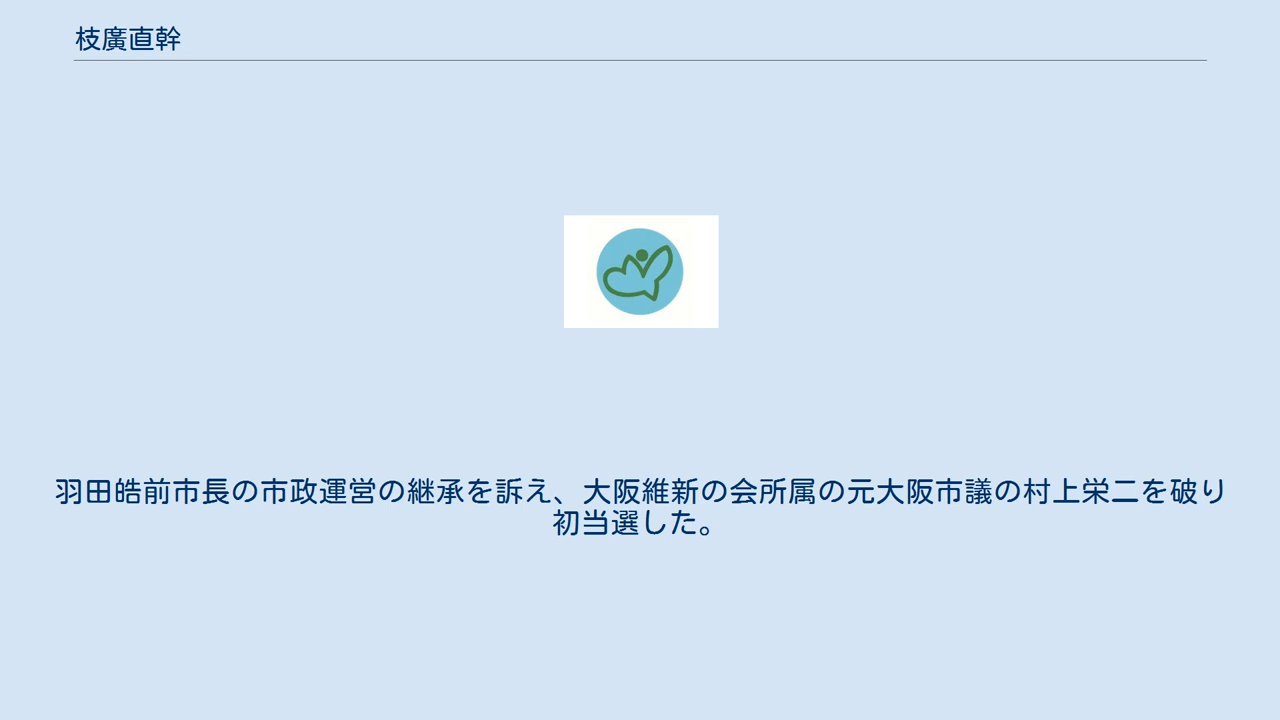 枝廣直幹
羽田皓前市長の市政運営の継承を訴え、大阪維新の会所属の元大阪市議の村上栄二を破り
初当選した。